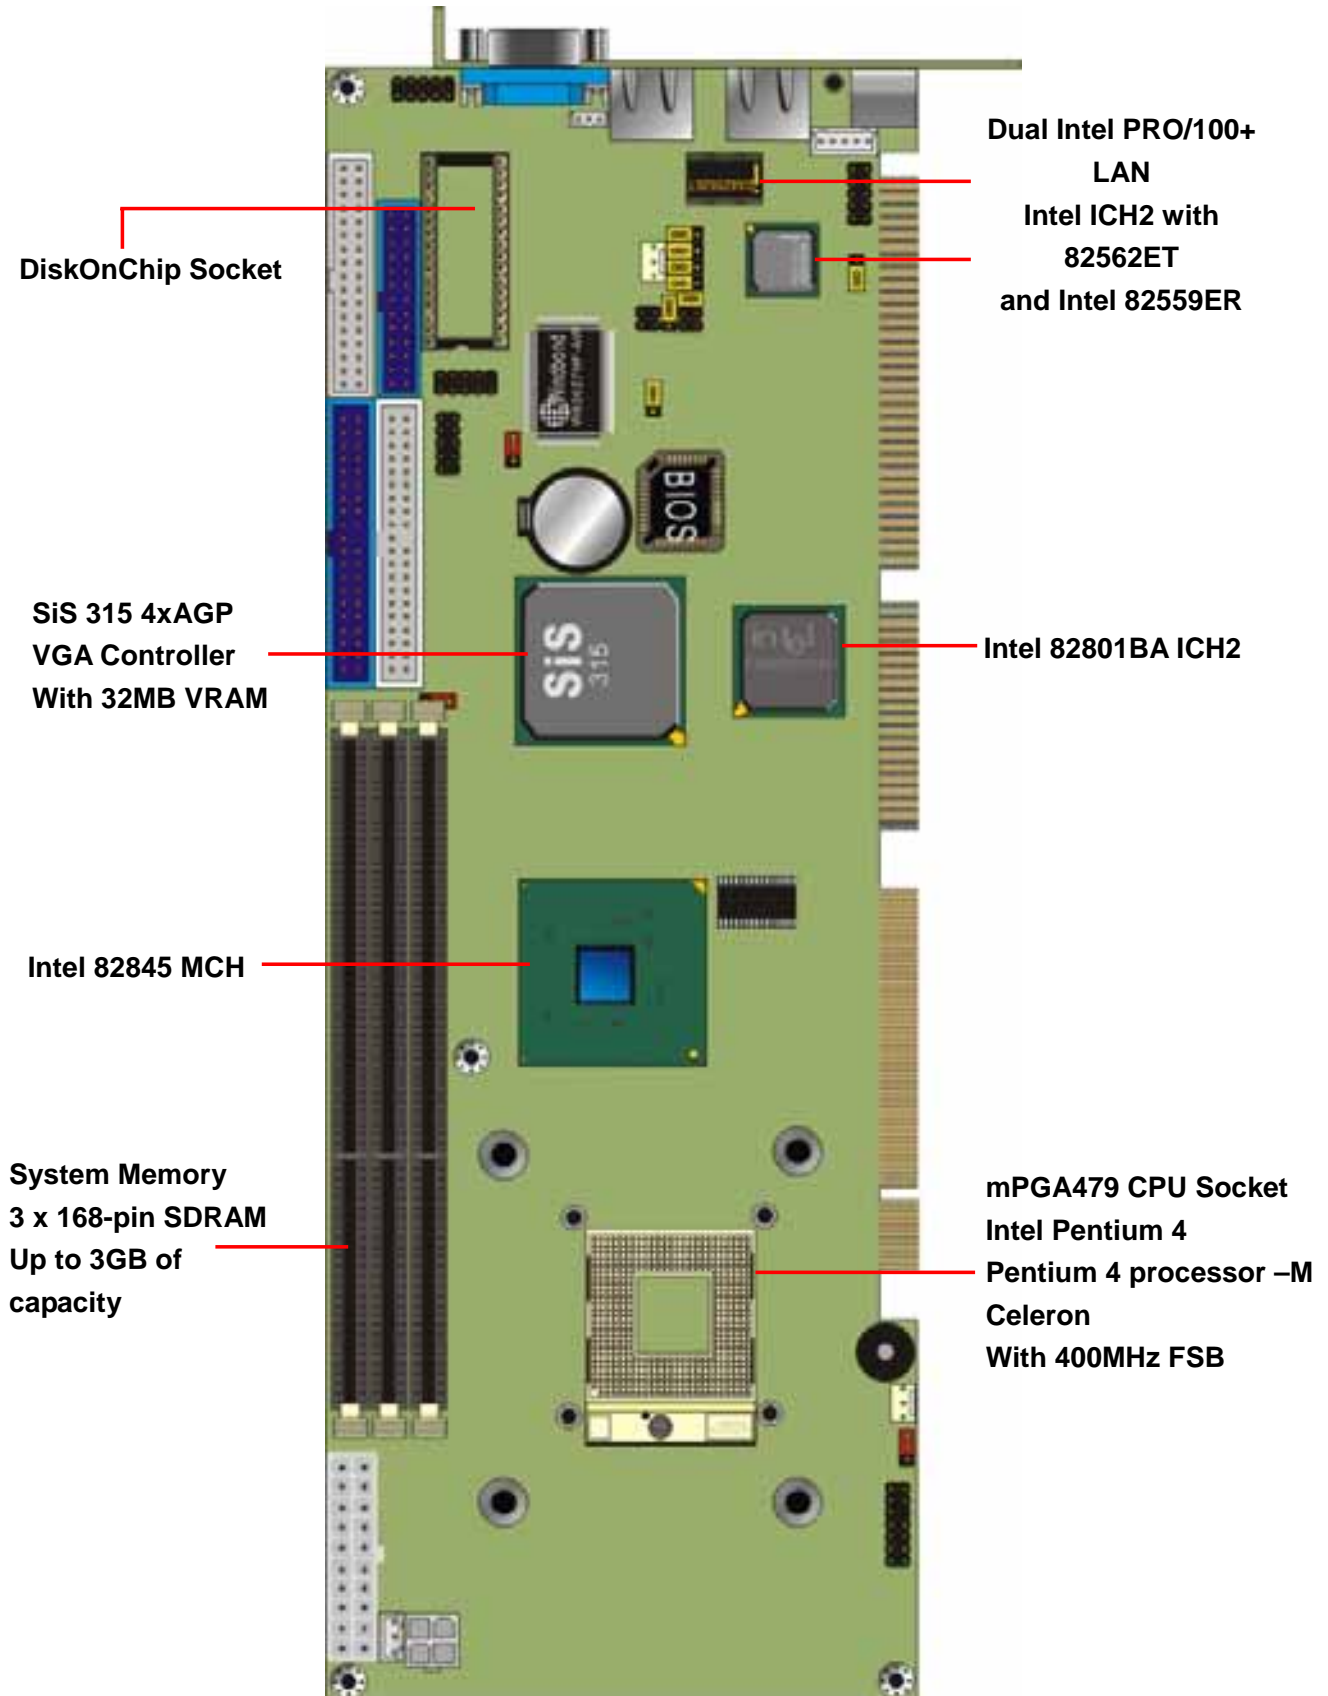 Dual Intel PRO/100+
LAN
Intel ICH2 with
82562ET
and Intel 82559ER
DiskOnChip Socket
Winbond
BIOS
SiS 315 4xAGP
VGA Controller
With 32MB VRAM
SiS
315
Intel 82801BA ICH2
Intel 82845 MCH
System Memory
3 x 168-pin SDRAM
Up to 3GB of
capacity
mPGA479 CPU Socket
Intel Pentium 4
Pentium 4 processor –M
Celeron
With 400MHz FSB